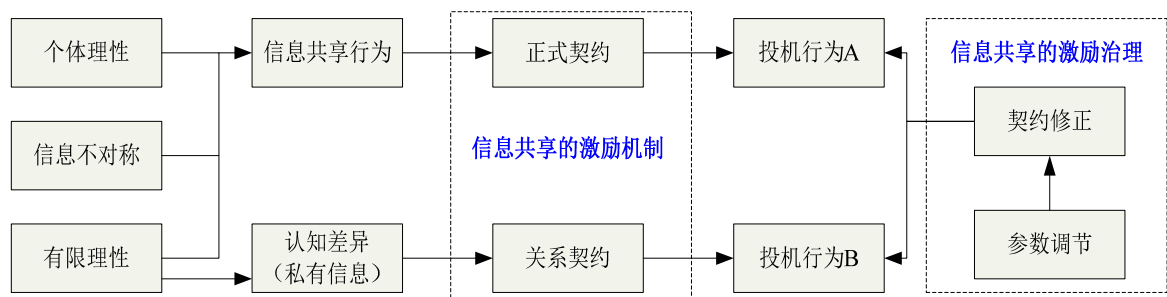 个体理性
信息不对称
有限理性
信息共享行为
认知差异
（私有信息）
正式契约
信息共享的激励机制
关系契约
投机行为A
投机行为B
信息共享的激励治理
契约修正
参数调节